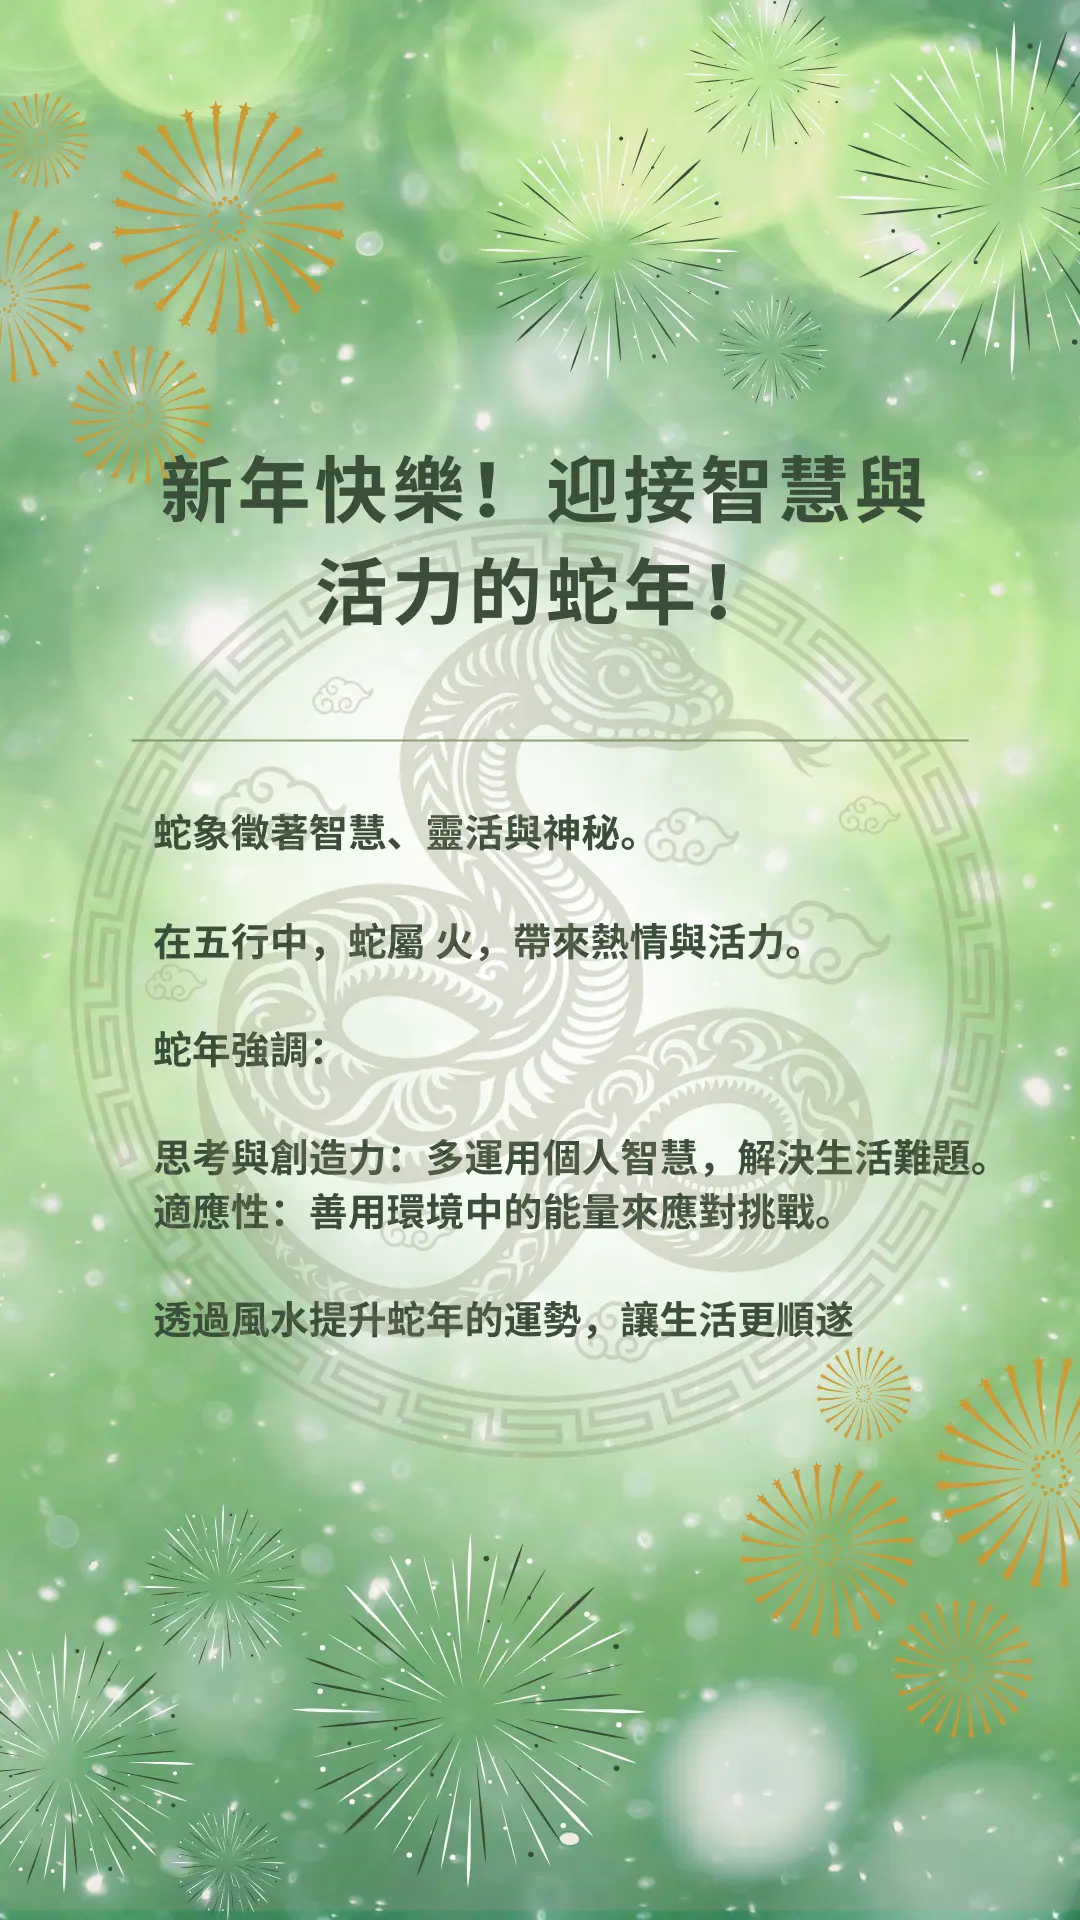 新年快樂！迎接智慧與
活力的蛇年！
蛇象徵著智慧、靈活與神秘。
在五行中，蛇屬 火，帶來熱情與活力。
蛇年強調：
思考與創造力：多運用個人智慧，解決生活難題。
適應性：善用環境中的能量來應對挑戰。
透過風水提升蛇年的運勢，讓生活更順遂